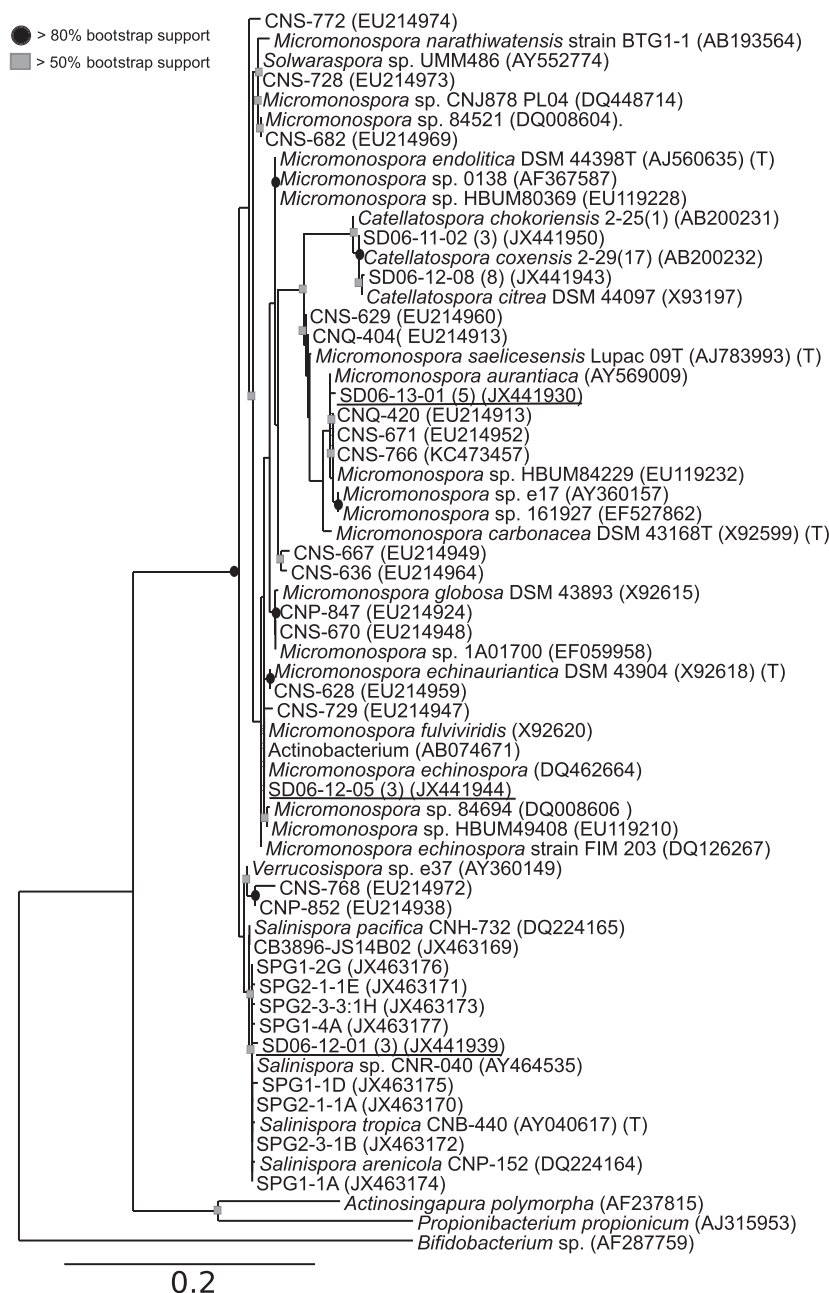 CNS-772 (EU214974)
> 80% bootstrap support
Micromonospora narathiwatensis strain BTG1-1 (AB193564)
> 50% bootstrap support
Solwaraspora sp. UMM486 (AY552774)
CNS-728 (EU214973)
Micromonospora sp. CNJ878 PL04 (DQ448714)
Micromonospora sp. 84521 (DQ008604).
CNS-682 (EU214969)
Micromonospora endolitica DSM 44398T (AJ560635) (T)
Micromonospora sp. 0138 (AF367587)
Micromonospora sp. HBUM80369 (EU119228)
Catellatospora chokoriensis 2-25(1) (AB200231)
SD06-11-02 (3) (JX441950)
Catellatospora coxensis 2-29(17) (AB200232)
SD06-12-08 (8) (JX441943)
Catellatospora citrea DSM 44097 (X93197)
CNS-629 (EU214960)
CNQ-404( EU214913)
Micromonospora saelicesensis Lupac 09T (AJ783993) (T)
Micromonospora aurantiaca (AY569009)
SD06-13-01 (5) (JX441930)
CNQ-420 (EU214913)
CNS-671 (EU214952)
CNS-766 (KC473457)
Micromonospora sp. HBUM84229 (EU119232)
Micromonospora sp. e17 (AY360157)
Micromonospora sp. 161927 (EF527862)
Micromonospora carbonacea DSM 43168T (X92599) (T)
CNS-667 (EU214949)
CNS-636 (EU214964)
Micromonospora globosa DSM 43893 (X92615)
CNP-847 (EU214924)
CNS-670 (EU214948)
Micromonospora sp. 1A01700 (EF059958)
Micromonospora echinauriantica DSM 43904 (X92618) (T)
CNS-628 (EU214959)
CNS-729 (EU214947)
Micromonospora fulviviridis (X92620)
Actinobacterium (AB074671)
Micromonospora echinospora (DQ462664)
SD06-12-05 (3) (JX441944)
Micromonospora sp. 84694 (DQ008606 )
Micromonospora sp. HBUM49408 (EU119210)
Micromonospora echinospora strain FIM 203 (DQ126267)
Verrucosispora sp. e37 (AY360149)
CNS-768 (EU214972)
CNP-852 (EU214938)
Salinispora pacifica CNH-732 (DQ224165)
CB3896-JS14B02 (JX463169)
SPG1-2G (JX463176)
SPG2-1-1E (JX463171)
SPG2-3-3:1H (JX463173)
SPG1-4A (JX463177)
SD06-12-01 (3) (JX441939)
Salinispora sp. CNR-040 (AY464535)
SPG1-1D (JX463175)
SPG2-1-1A (JX463170)
Salinispora tropica CNB-440 (AY040617) (T)
SPG2-3-1B (JX463172)
Salinispora arenicola CNP-152 (DQ224164)
SPG1-1A (JX463174)
Actinosingapura polymorpha (AF237815)
Propionibacterium propionicum (AJ315953)
Bifidobacterium sp. (AF287759)
0.2